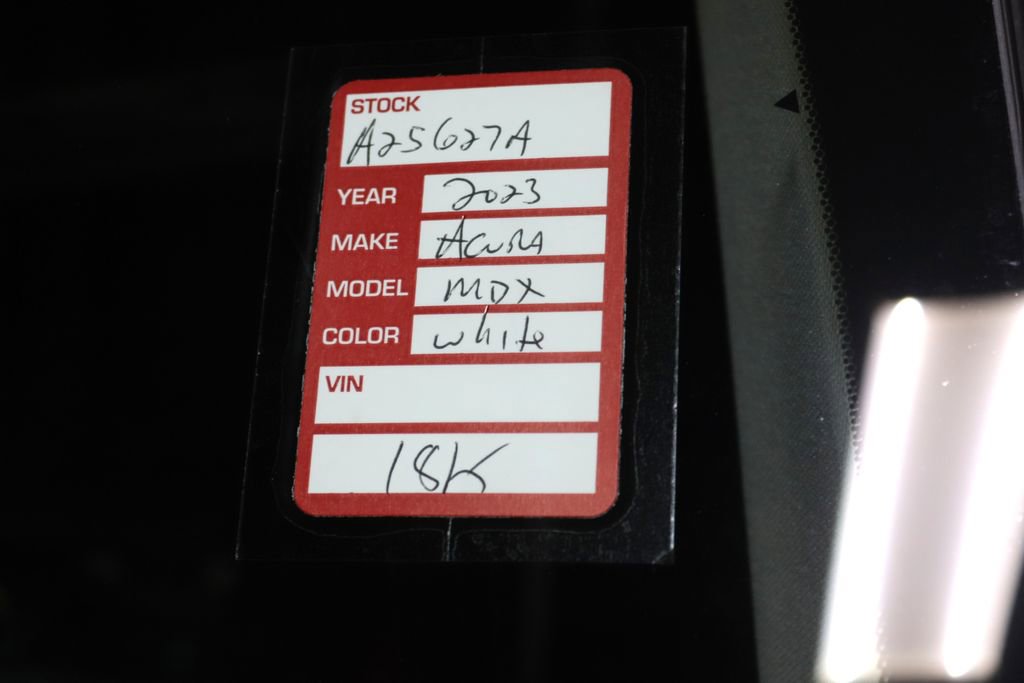 STOCK
A25627A
YEAR 2023
MAKE ACURA
MODEL MDX
COLOR white
VIN
18K